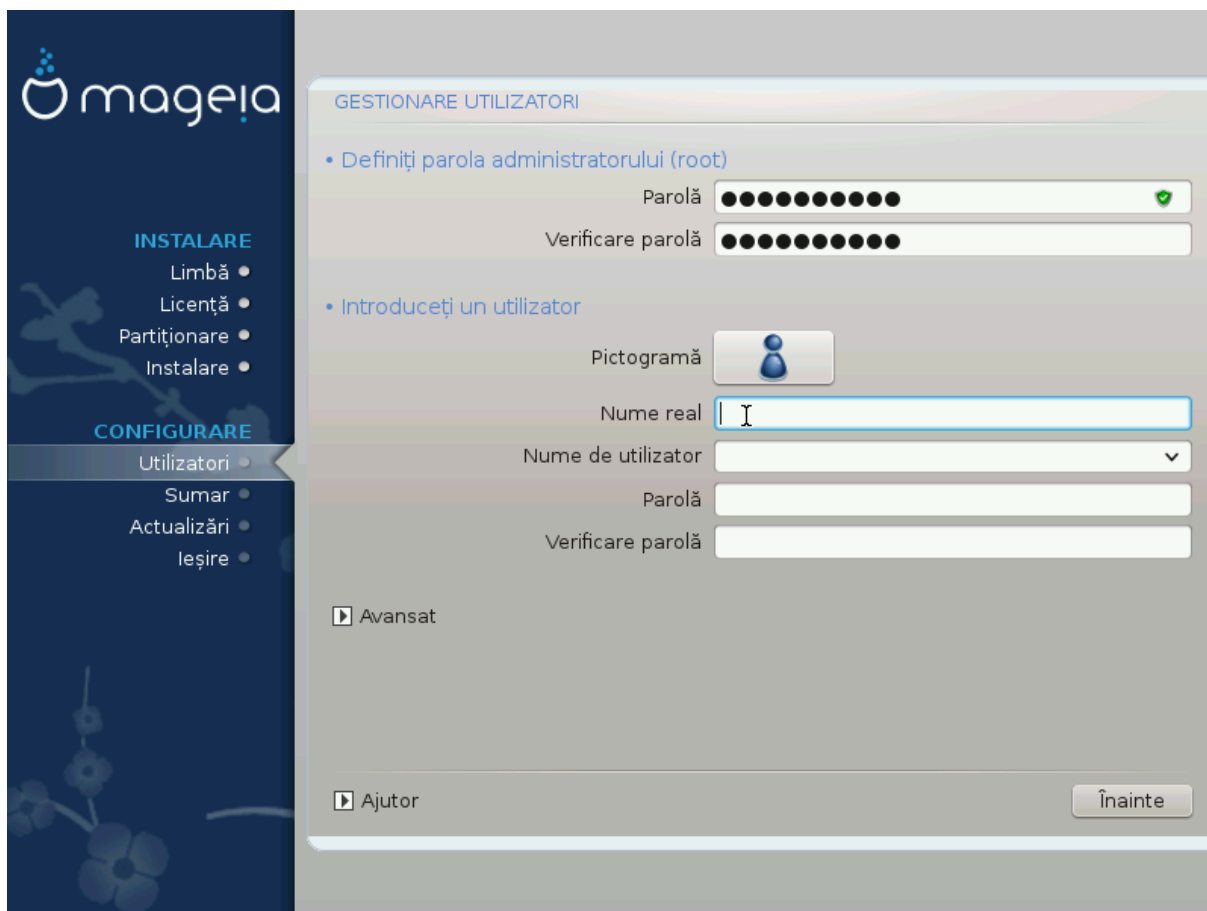 mageia
INSTALARE
Limbă
Licență
Partiționare
Instalare
CONFIGURARE
Utilizatori
Sumar
Actualizări
Ieșire
GESTIONARE UTILIZATORI
• Definiți parola administratorului (root)
Parolă ●●●●●●●●●●
Verificare parolă ●●●●●●●●●●
• Introduceți un utilizator
Pictogramă
Nume real
Nume de utilizator
Parolă
Verificare parolă
Avansat
Ajutor
Înainte